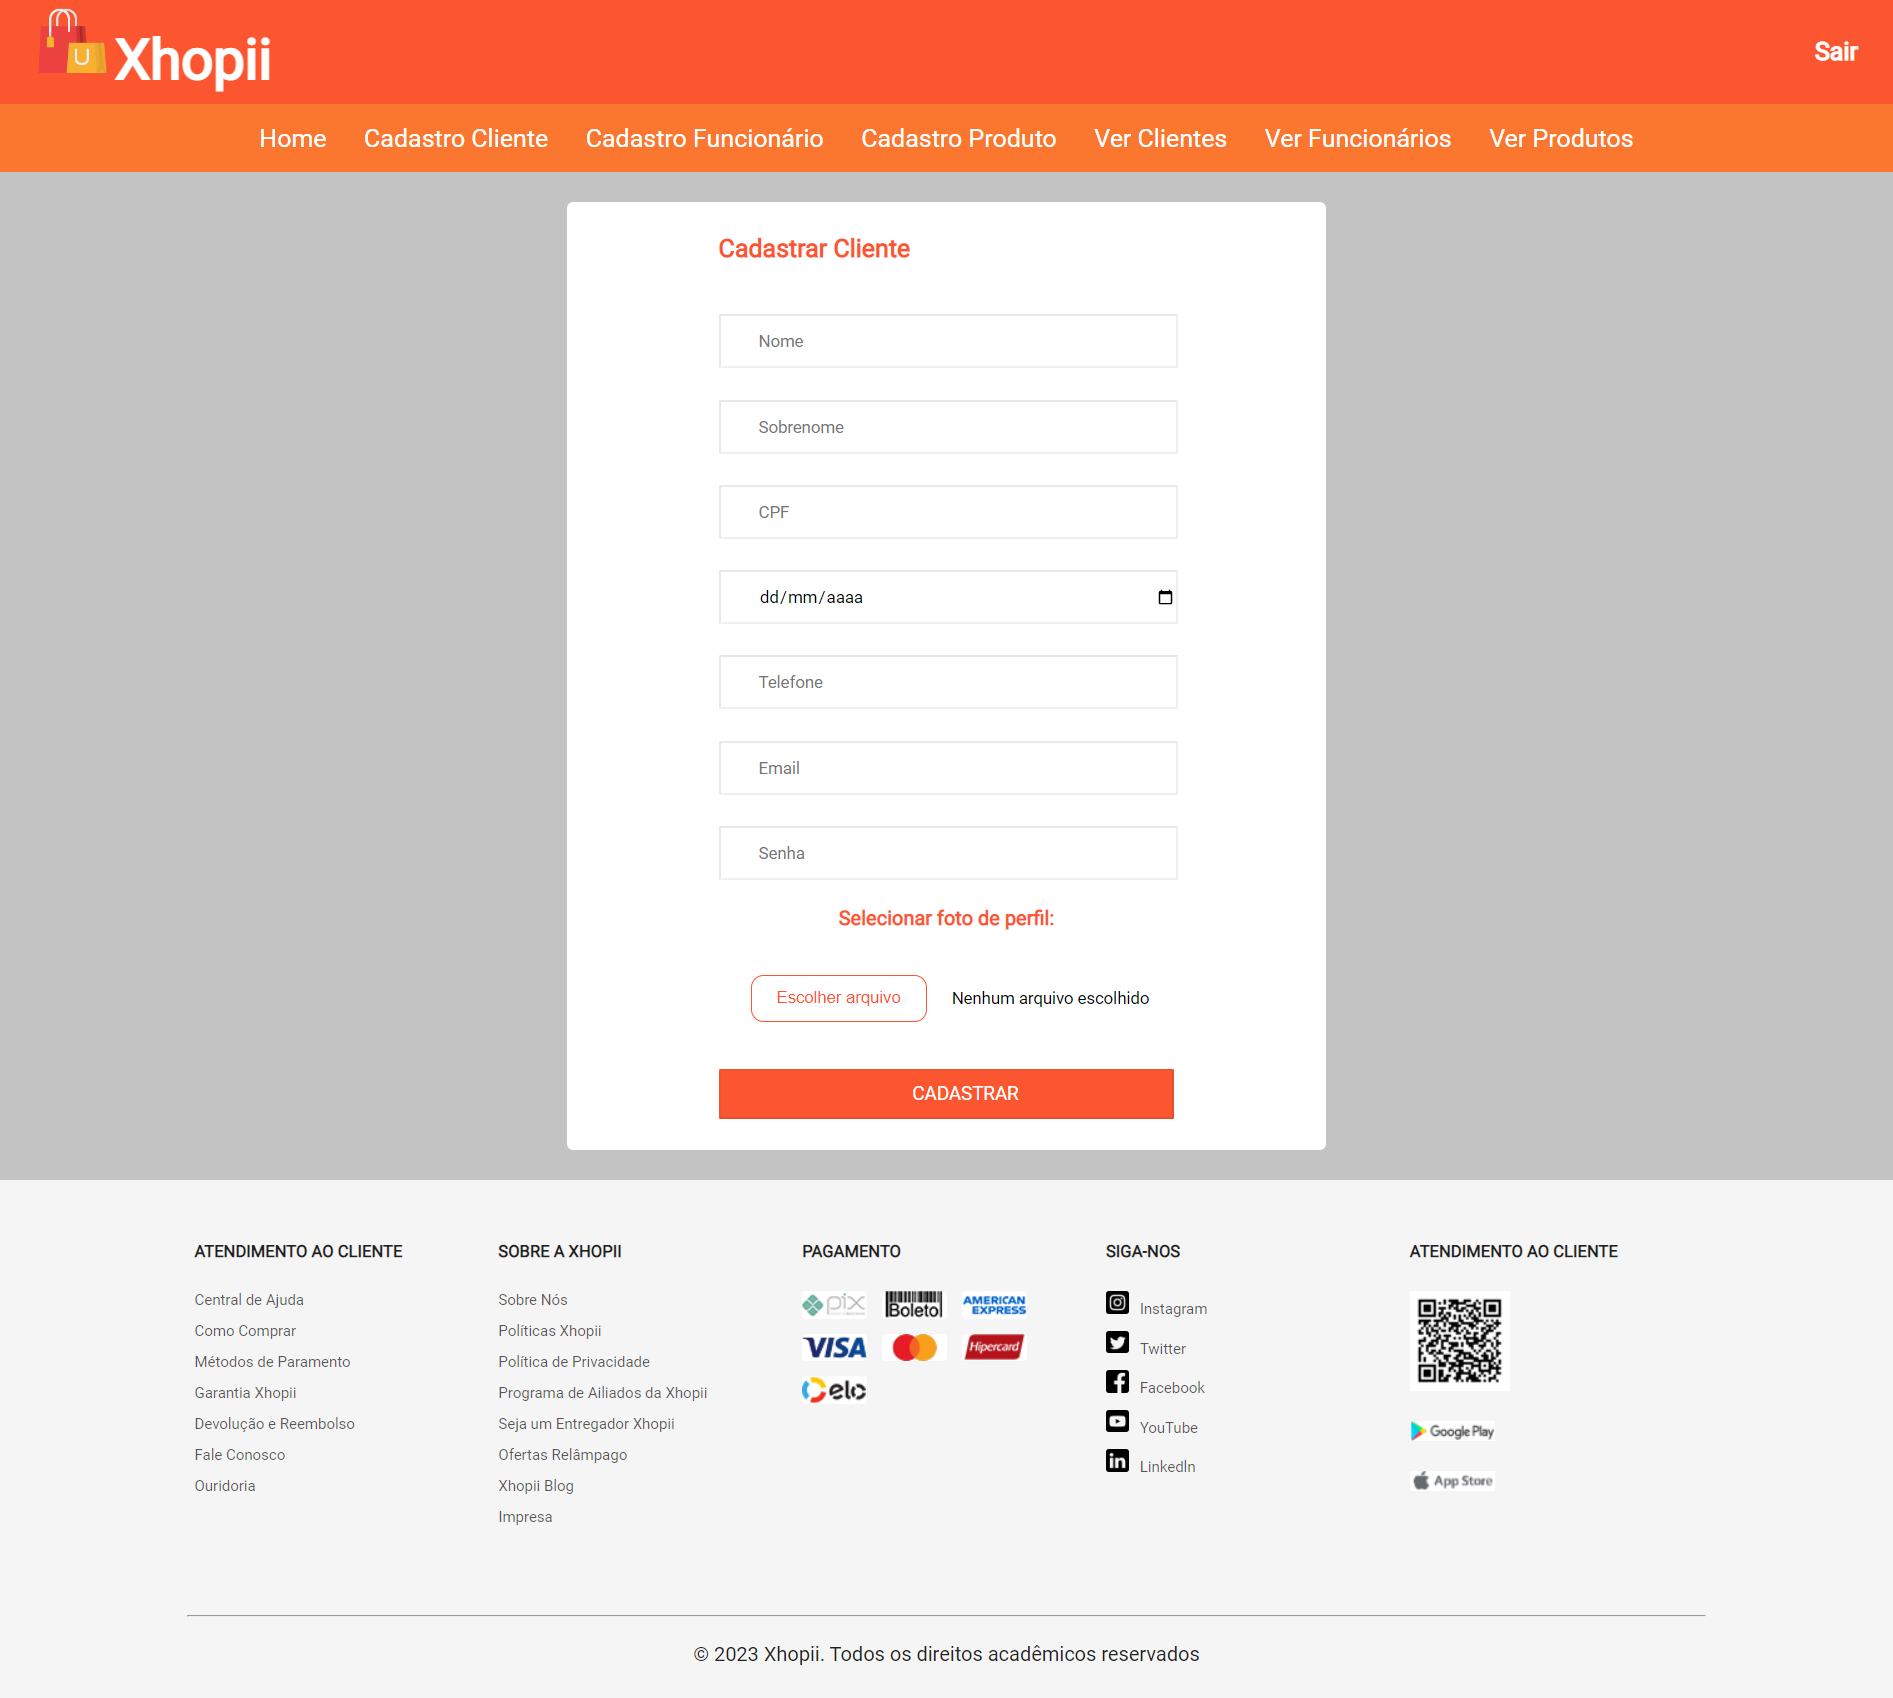 Xhopii
Sair
Home Cadastro Cliente Cadastro Funcionário Cadastro Produto Ver Clientes Ver Funcionários Ver Produtos
Cadastrar Cliente
Nome
Sobrenome
CPF
dd/mm/aaaa
Telefone
Email
Senha
Selecionar foto de perfil:
Escolher arquivo Nenhum arquivo escolhido
CADASTRAR
ATENDIMENTO AO CLIENTE
Central de Ajuda
Como Comprar
Métodos de Paramento
Garantia Xhopii
Devolução e Reembolso
Fale Conosco
Ouridoria
SOBRE A XHOPII
Sobre Nós
Políticas Xhopii
Política de Privacidade
Programa de Ailiados da Xhopii
Seja um Entregador Xhopii
Ofertas Relâmpago
Xhopii Blog
Impresa
PAGAMENTO
pix Boleto AMERICAN EXPRESS
VISA Hipercard
elo
SIGA-NOS
Instagram
Twitter
Facebook
YouTube
LinkedIn
ATENDIMENTO AO CLIENTE
Google Play
App Store
© 2023 Xhopii. Todos os direitos acadêmicos reservados